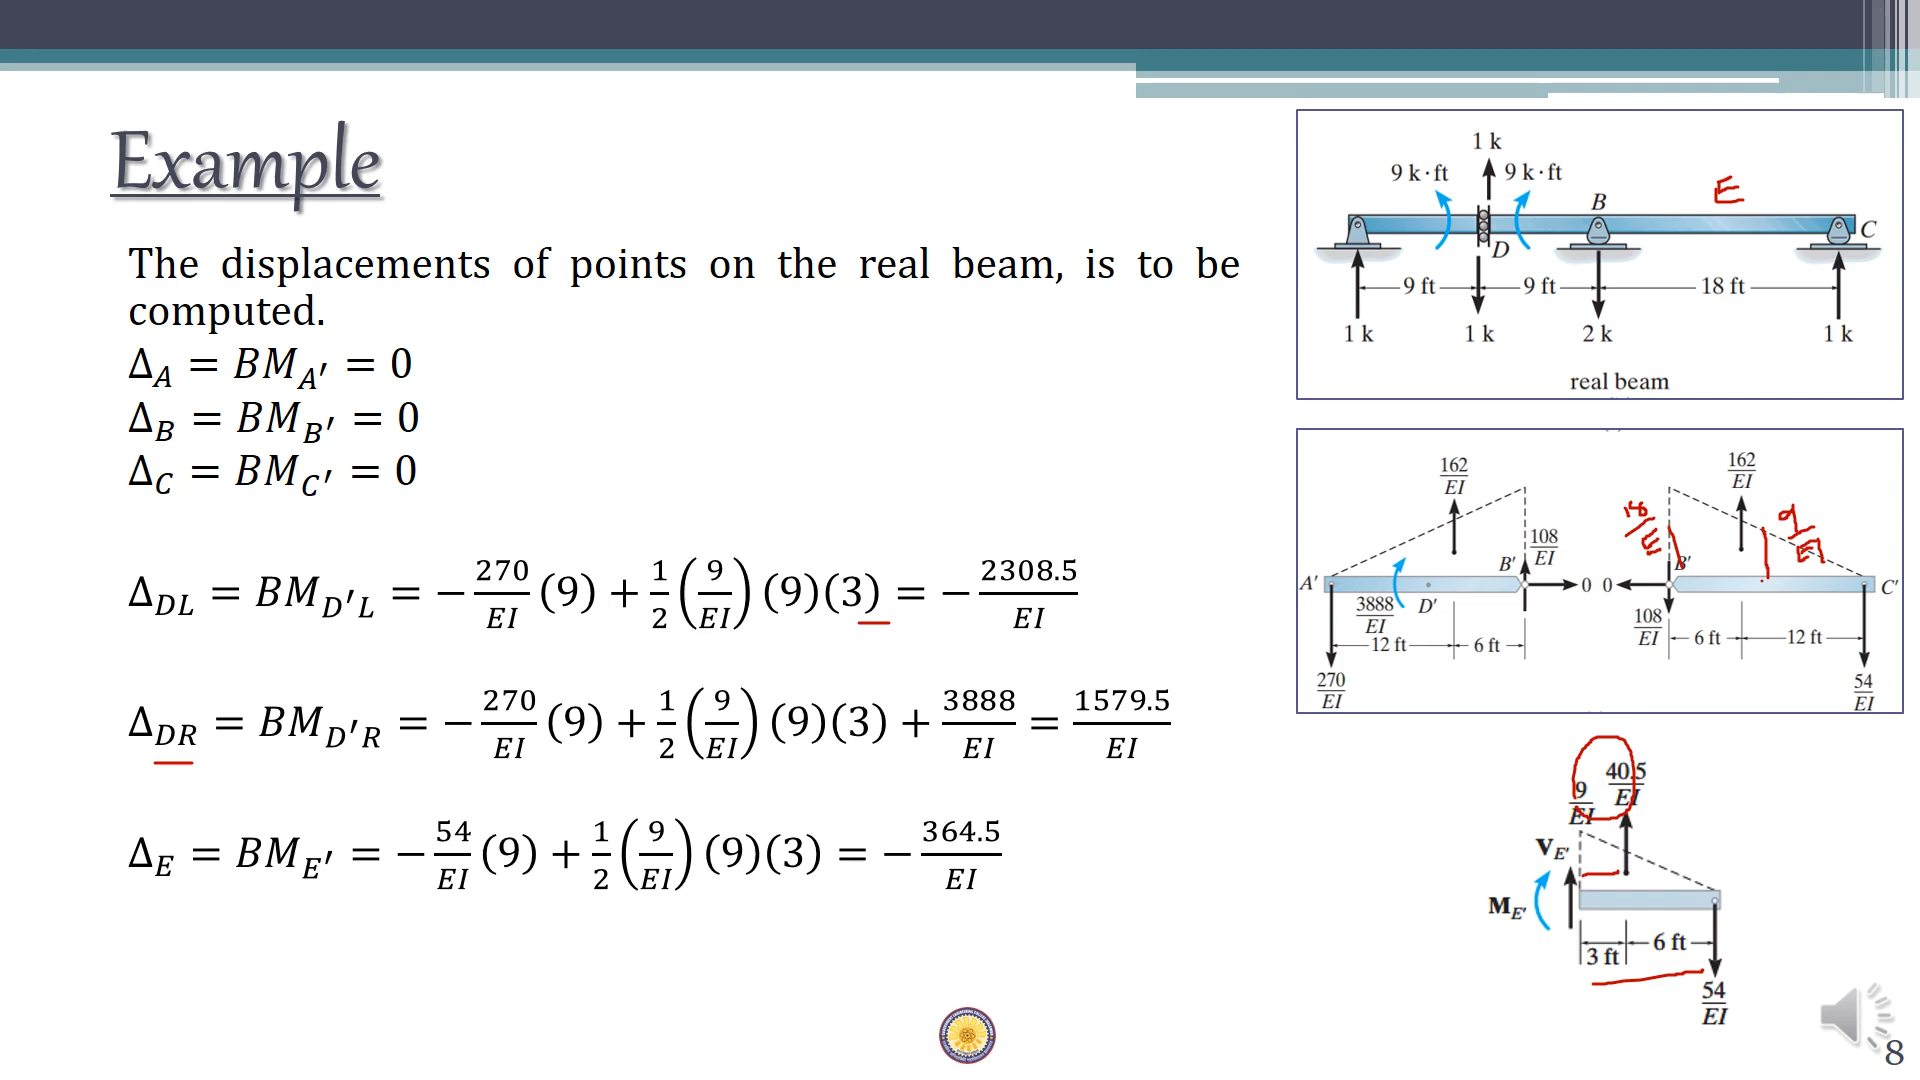 Example
The displacements of points on the real beam, is to be
computed.
Δ_A = BM_A′ = 0
Δ_B = BM_B′ = 0
Δ_C = BM_C′ = 0
Δ_DL = BM_D′L = −270/EI (9) + 1/2 (9/EI) (9)(3) = − 2308.5/EI
Δ_DR = BM_D′R = −270/EI (9) + 1/2 (9/EI) (9)(3) + 3888/EI = 1579.5/EI
Δ_E = BM_E′ = −54/EI (9) + 1/2 (9/EI) (9)(3) = − 364.5/EI
1 k
9 k·ft 9 k·ft
B E
D C
9 ft 9 ft 18 ft
1 k 1 k 2 k 1 k
real beam
162/EI 162/EI
18/E 9/EI
108/EI
A′ B′ 0 0 B′ C′
3888/EI D′ 108/EI
12 ft 6 ft 6 ft 12 ft
270/EI 54/EI
9/EI 40.5/EI
V_E′
M_E′
3 ft 6 ft
54/EI
8